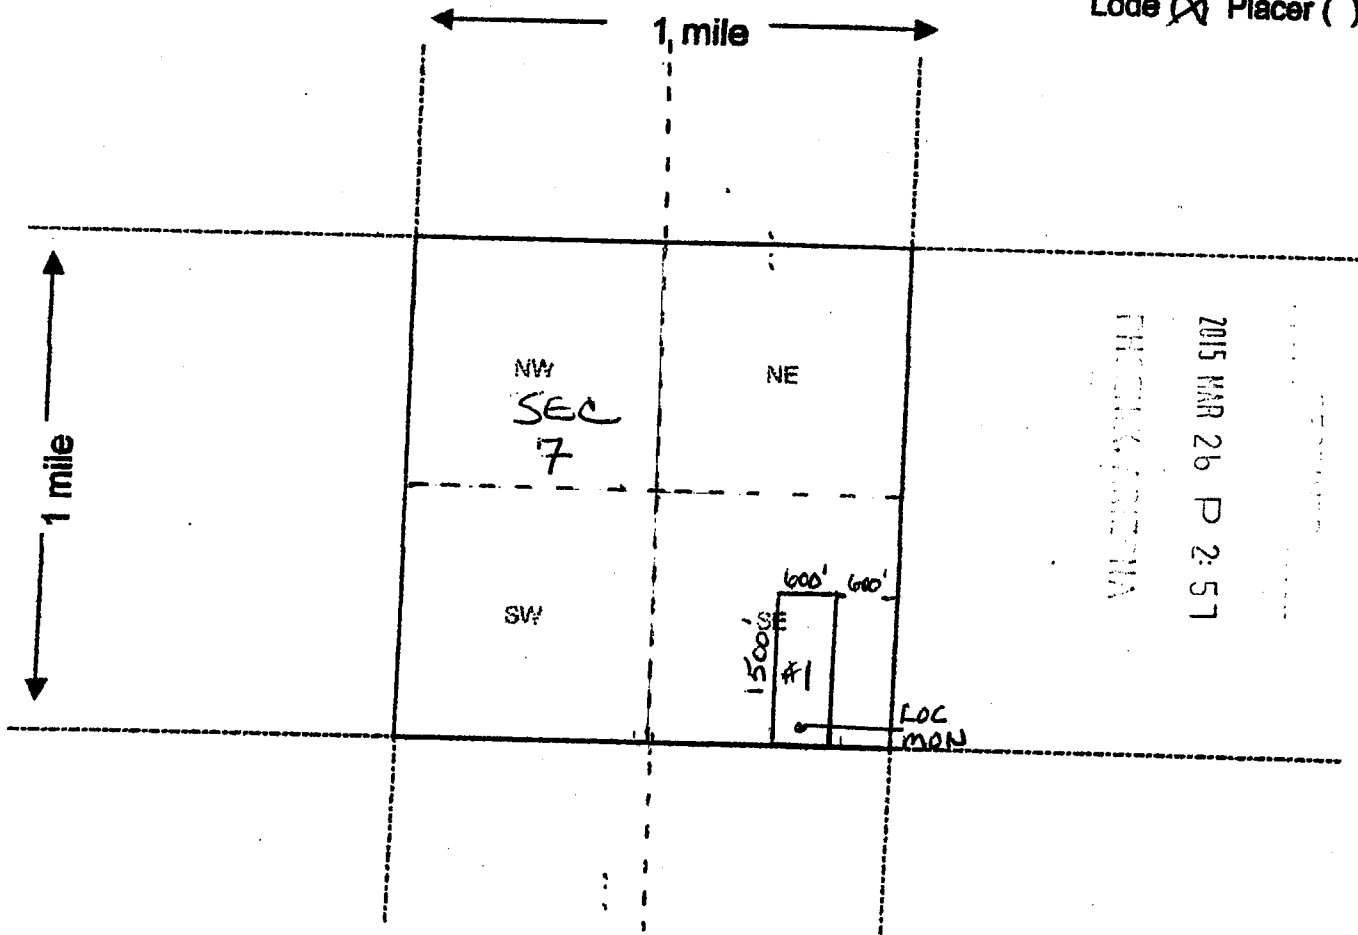 Lode (X) Placer ( )
1 mile
1 mile
NW
NE
SEC
7
SW
SE
600' 600'
1500'
#1
LOC
MON
2015 MAR 26 P 2:57